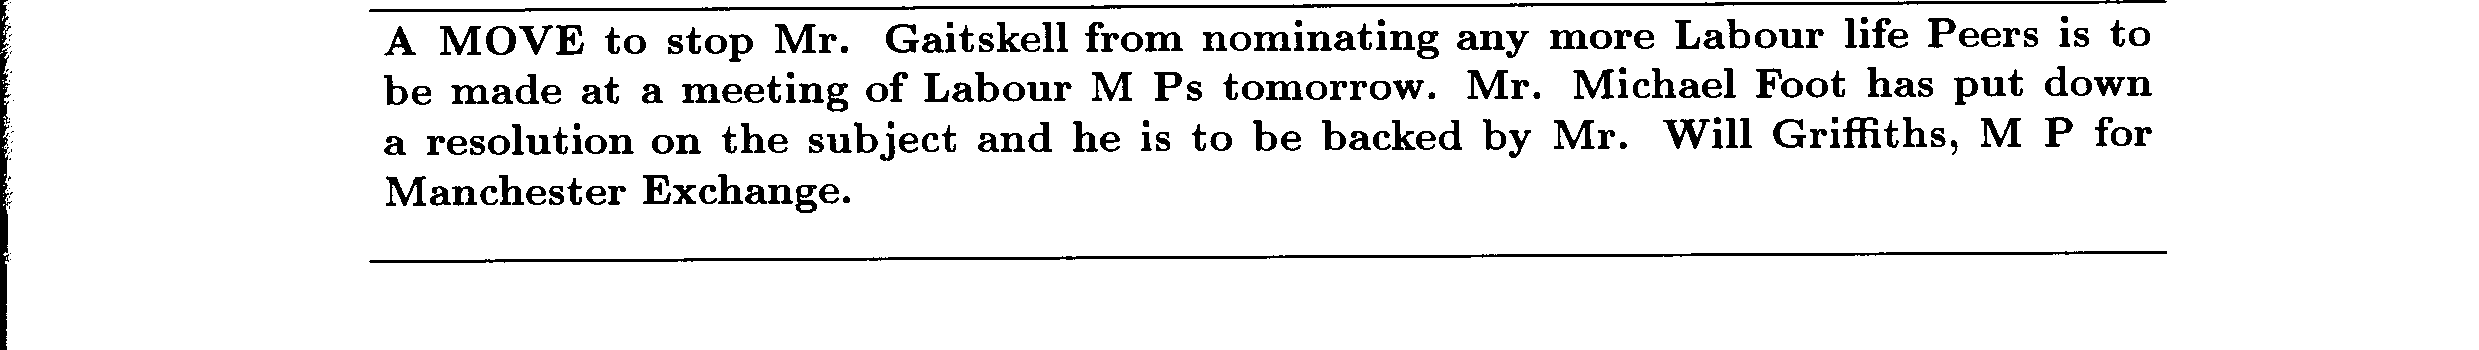 A MOVE to stop Mr. Gaitskell from nominating any more Labour life Peers is to
be made at a meeting of Labour M Ps tomorrow. Mr. Michael Foot has put down
a resolution on the subject and he is to be backed by Mr. Will Griffiths, M P for
Manchester Exchange.